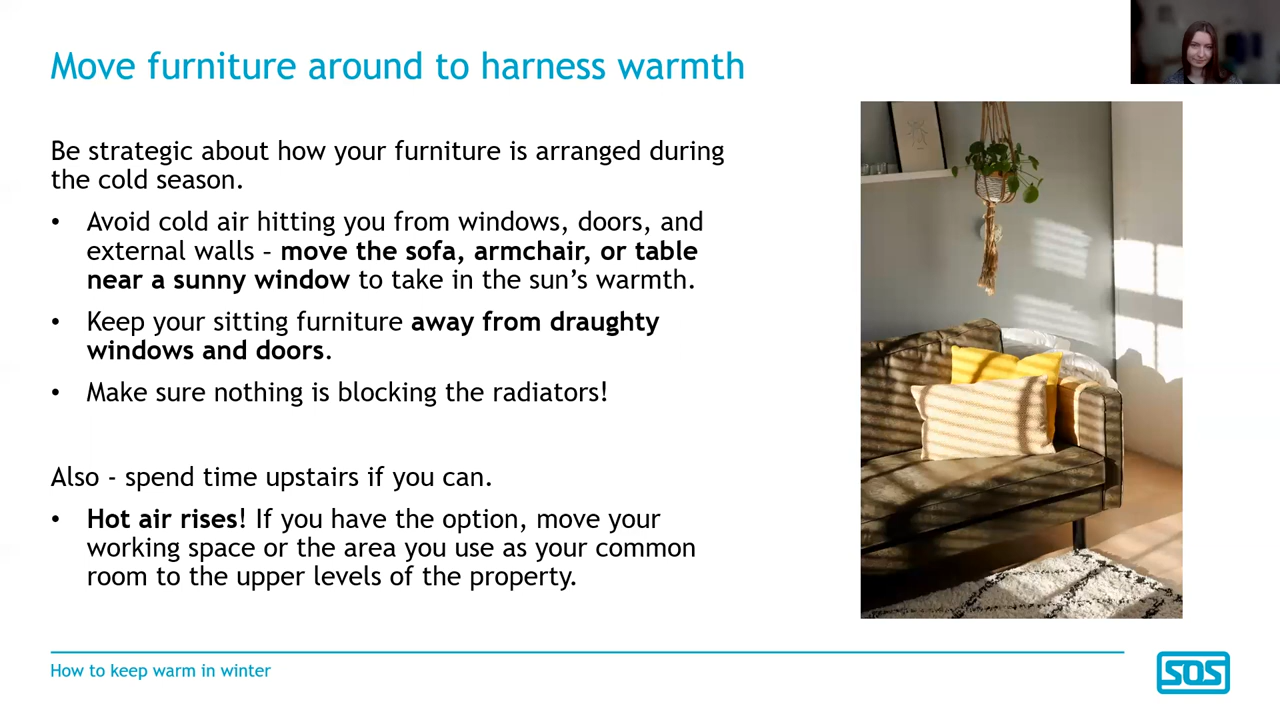 Move furniture around to harness warmth
Be strategic about how your furniture is arranged during
the cold season.
• Avoid cold air hitting you from windows, doors, and
external walls – move the sofa, armchair, or table
near a sunny window to take in the sun’s warmth.
• Keep your sitting furniture away from draughty
windows and doors.
• Make sure nothing is blocking the radiators!
Also - spend time upstairs if you can.
• Hot air rises! If you have the option, move your
working space or the area you use as your common
room to the upper levels of the property.
How to keep warm in winter
SOS